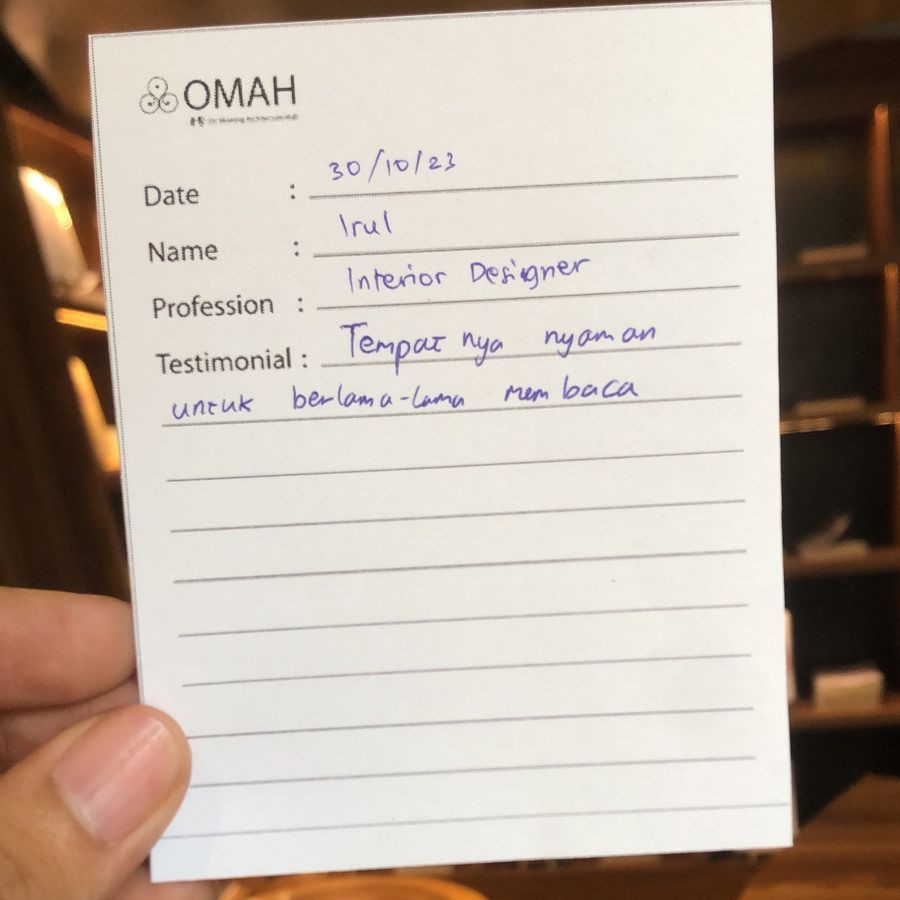 OMAH
Date : 30/10/23
Name : Irul
Profession : Interior Designer
Testimonial : Tempat nya nyaman
untuk berlama-lama membaca